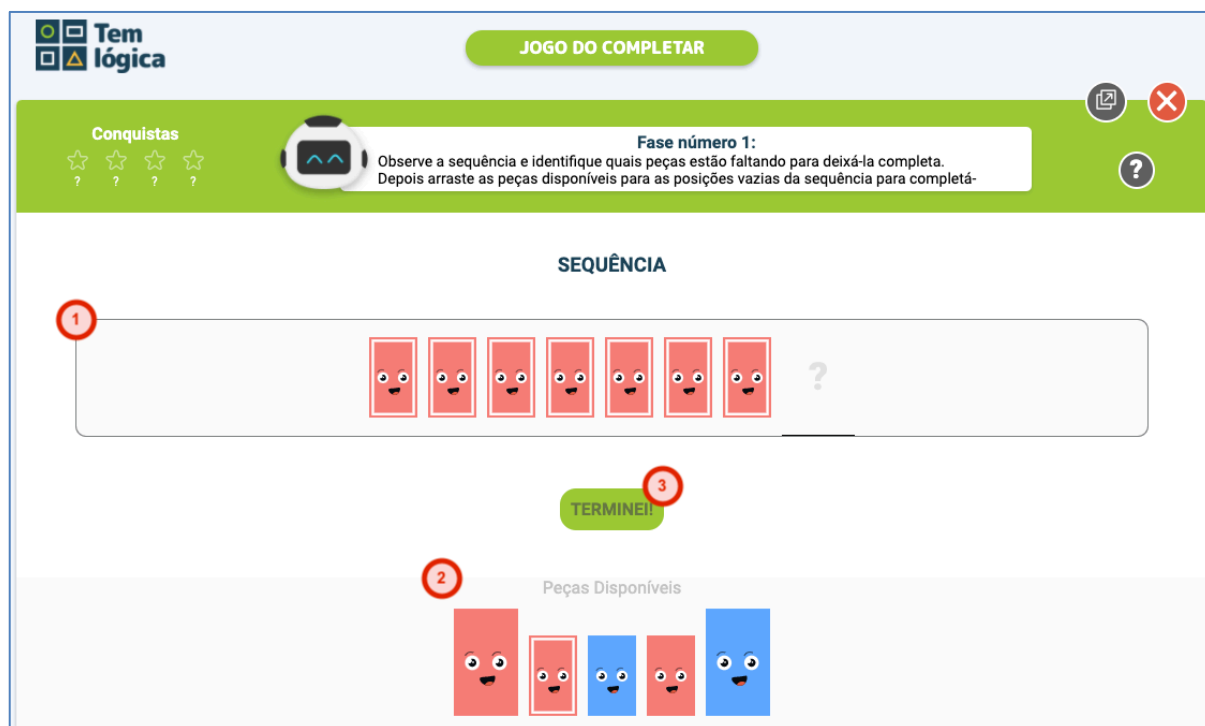 Tem
lógica
JOGO DO COMPLETAR
Conquistas
? ? ? ?
Fase número 1:
Observe a sequência e identifique quais peças estão faltando para deixá-la completa.
Depois arraste as peças disponíveis para as posições vazias da sequência para completá-
?
SEQUÊNCIA
1
?
3
TERMINEI!
2
Peças Disponíveis